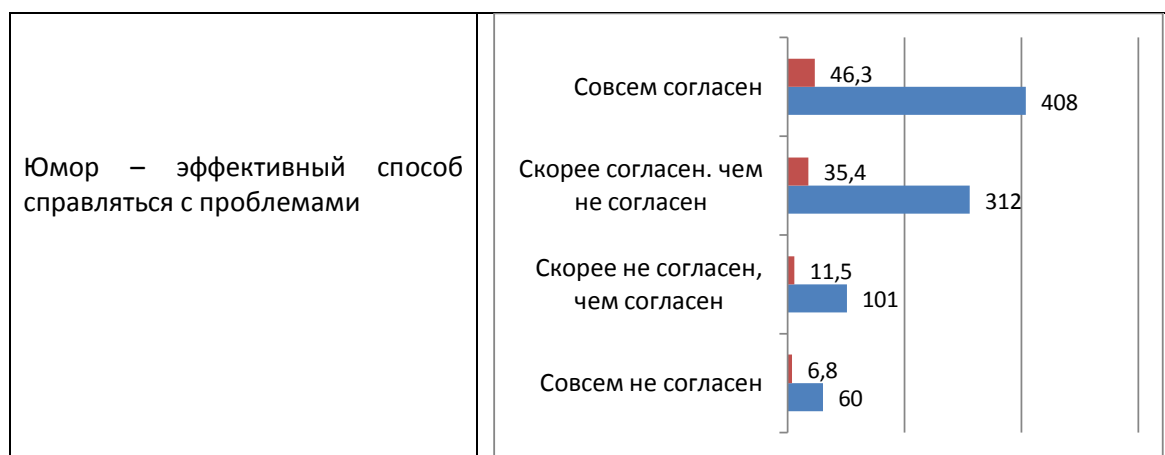 Юмор – эффективный способ
справляться с проблемами
Совсем согласен
46,3
408
Скорее согласен. чем
не согласен
35,4
312
Скорее не согласен,
чем согласен
11,5
101
Совсем не согласен
6,8
60